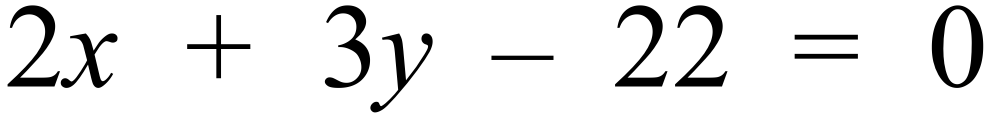 2x + 3y − 22 = 0